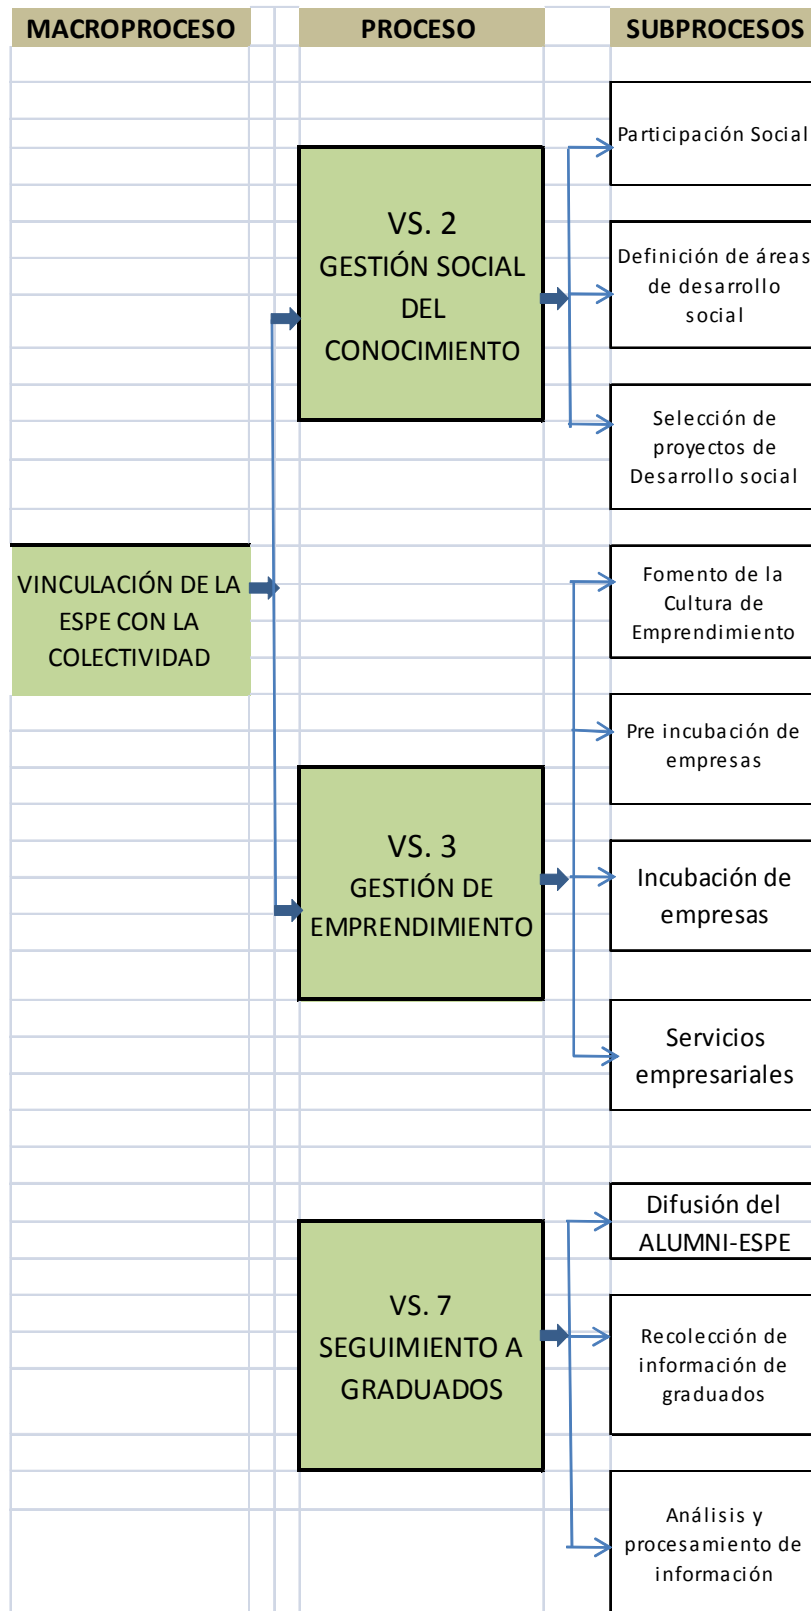 MACROPROCESO
PROCESO
SUBPROCESOS
VINCULACIÓN DE LA
ESPE CON LA
COLECTIVIDAD
VS. 2
GESTIÓN SOCIAL
DEL
CONOCIMIENTO
Participación Social
Definición de áreas
de desarrollo
social
Selección de
proyectos de
Desarrollo social
VS. 3
GESTIÓN DE
EMPRENDIMIENTO
Fomento de la
Cultura de
Emprendimiento
Pre incubación de
empresas
Incubación de
empresas
Servicios
empresariales
VS. 7
SEGUIMIENTO A
GRADUADOS
Difusión del
ALUMNI-ESPE
Recolección de
información de
graduados
Análisis y
procesamiento de
información